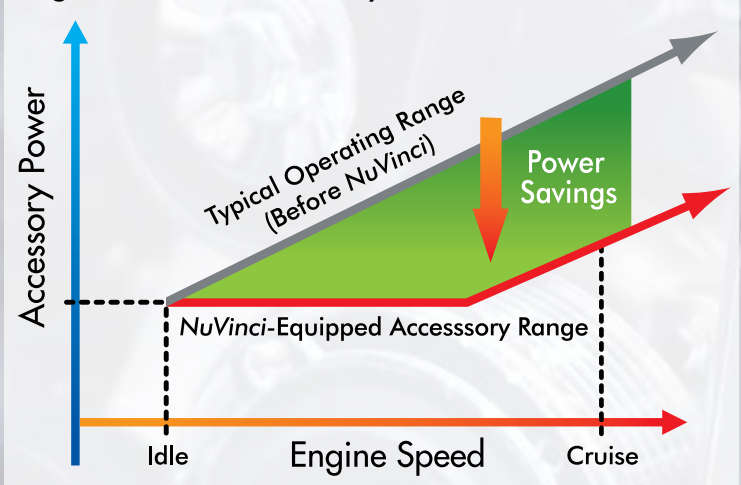 Accessory Power
Typical Operating Range
(Before NuVinci)
Power
Savings
NuVinci-Equipped Accesssory Range
Idle
Engine Speed
Cruise